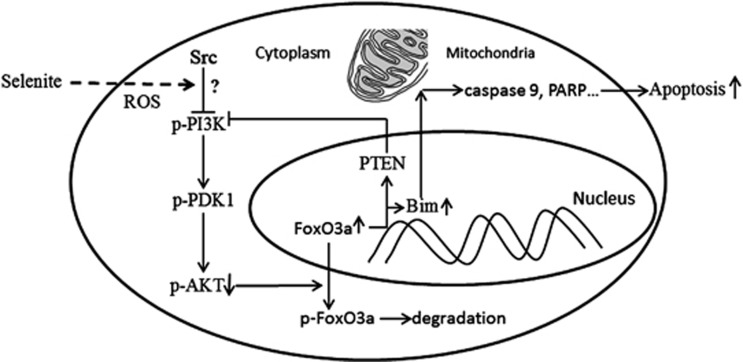 Src
Cytoplasm
Mitochondria
Selenite
?
ROS
caspase 9, PARP...
Apoptosis↑
p-PI3K
PTEN
p-PDK1
Bim↑
Nucleus
FoxO3a↑
p-AKT↓
p-FoxO3a
degradation